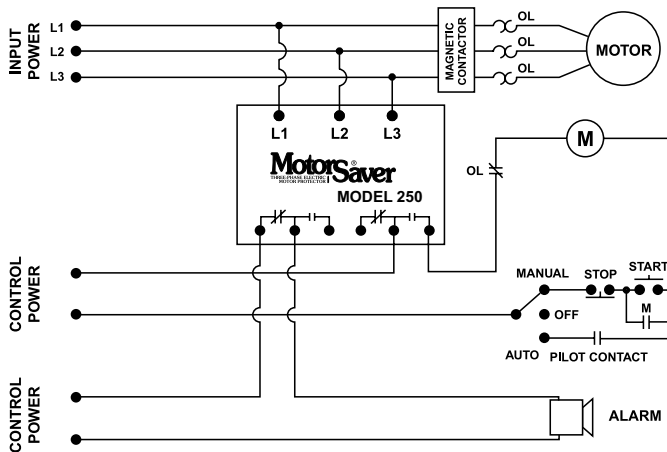 INPUT
POWER
L1
L2
L3
MAGNETIC
CONTACTOR
OL
OL
OL
MOTOR
L1
L2
L3
MotorSaver®
THREE-PHASE ELECTRIC
MOTOR PROTECTOR
MODEL 250
OL
M
CONTROL
POWER
MANUAL
STOP
START
OFF
M
AUTO
PILOT CONTACT
CONTROL
POWER
ALARM